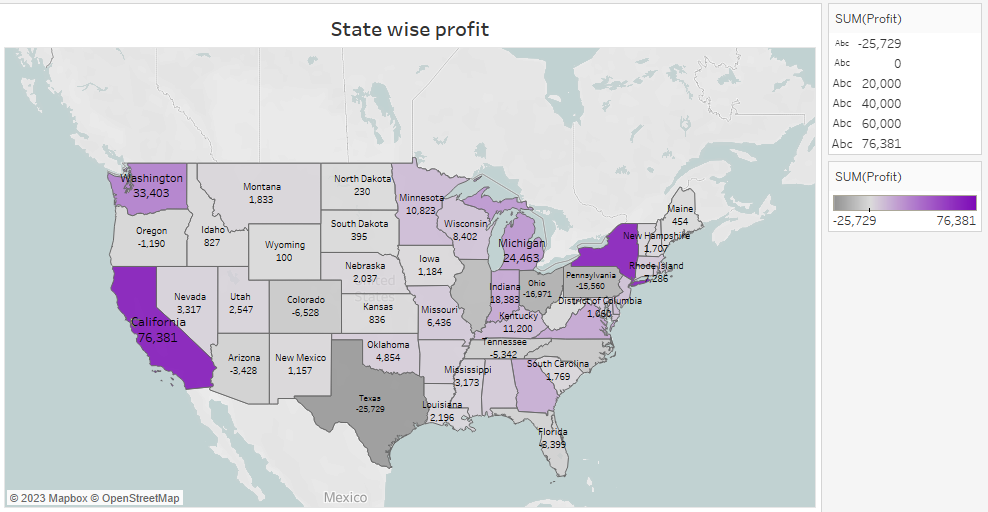 State wise profit
SUM(Profit)
Abc -25,729
Abc 0
Abc 20,000
Abc 40,000
Abc 60,000
Abc 76,381
SUM(Profit)
-25,729 76,381
Washington
33,403
Montana
1,833
North Dakota
230
Minnesota
10,823
Oregon
-1,190
Idaho
827
Wyoming
100
South Dakota
395
Wisconsin
8,402
Michigan
24,463
Maine
454
New Hampshire
1,707
Rhode Island
7,286
Nebraska
2,037
Iowa
1,184
Indiana
18,383
Ohio
-16,971
Pennsylvania
-15,560
District of Columbia
1,060
California
76,381
Nevada
3,317
Utah
2,547
Colorado
-6,528
United
States
Kansas
836
Missouri
6,436
Kentucky
11,200
Tennessee
-5,342
Arizona
-3,428
New Mexico
1,157
Oklahoma
4,854
Mississippi
3,173
South Carolina
1,769
Texas
-25,729
Louisiana
2,196
Florida
-3,399
Mexico
© 2023 Mapbox © OpenStreetMap